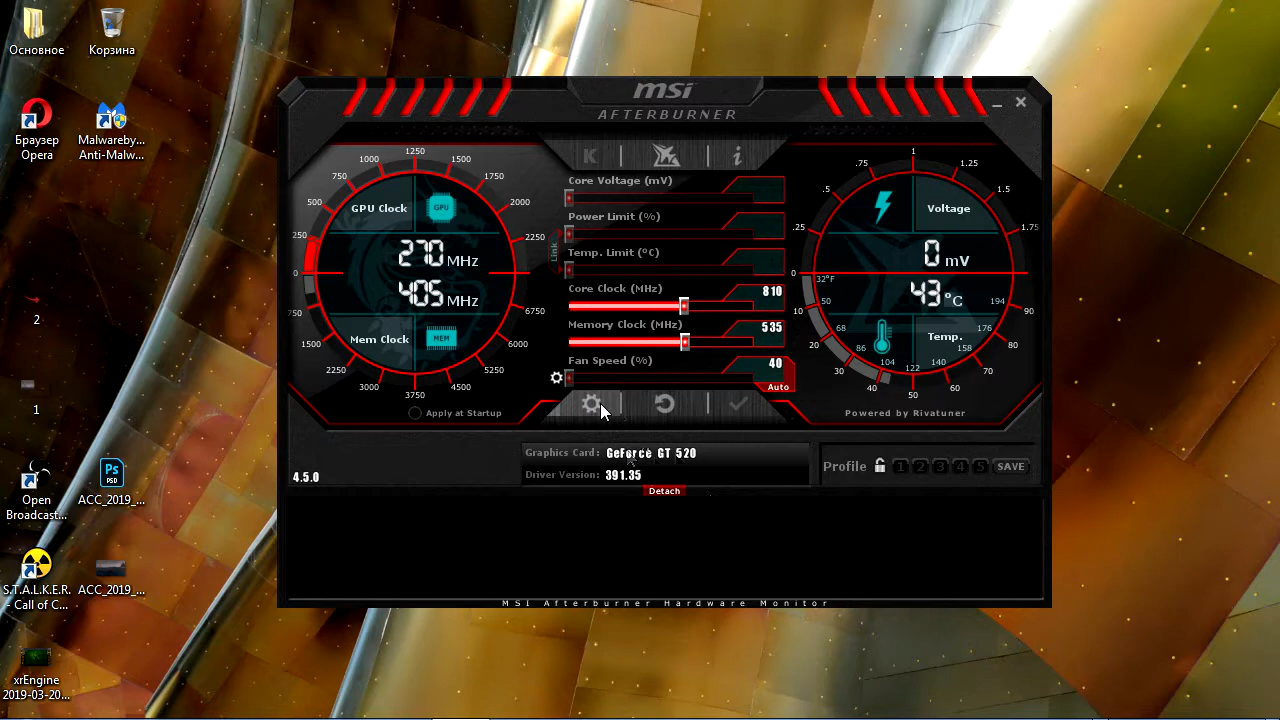 Основное
Корзина
Браузер
Opera
Malwareby...
Anti-Malw...
2
1
Open
Broadcast...
ACC_2019_...
S.T.A.L.K.E.R.
- Call of C...
ACC_2019_...
xrEngine
2019-03-20...
msi
AFTERBURNER
K
i
0
250
500
750
1000
1250
1500
1750
2000
2250
GPU Clock
GPU
270 MHz
405 MHz
Mem Clock
MEM
750
1500
2250
3000
3750
4500
5250
6000
6750
Apply at Startup
Core Voltage (mV)
Power Limit (%)
Link
Temp. Limit (ºC)
Core Clock (MHz)
810
Memory Clock (MHz)
535
Fan Speed (%)
40
Auto
0
.25
.5
.75
1
1.25
1.5
1.75
Voltage
0 mV
43 °C
Temp.
32°F
50
68
86
104
122
140
158
176
194
10
20
30
40
50
60
70
80
90
Powered by Rivatuner
Graphics Card: GeForce GT 520
Driver Version: 391.35
4.5.0
Detach
Profile
1 2 3 4 5
SAVE
MSI Afterburner Hardware Monitor
Ps
PSD